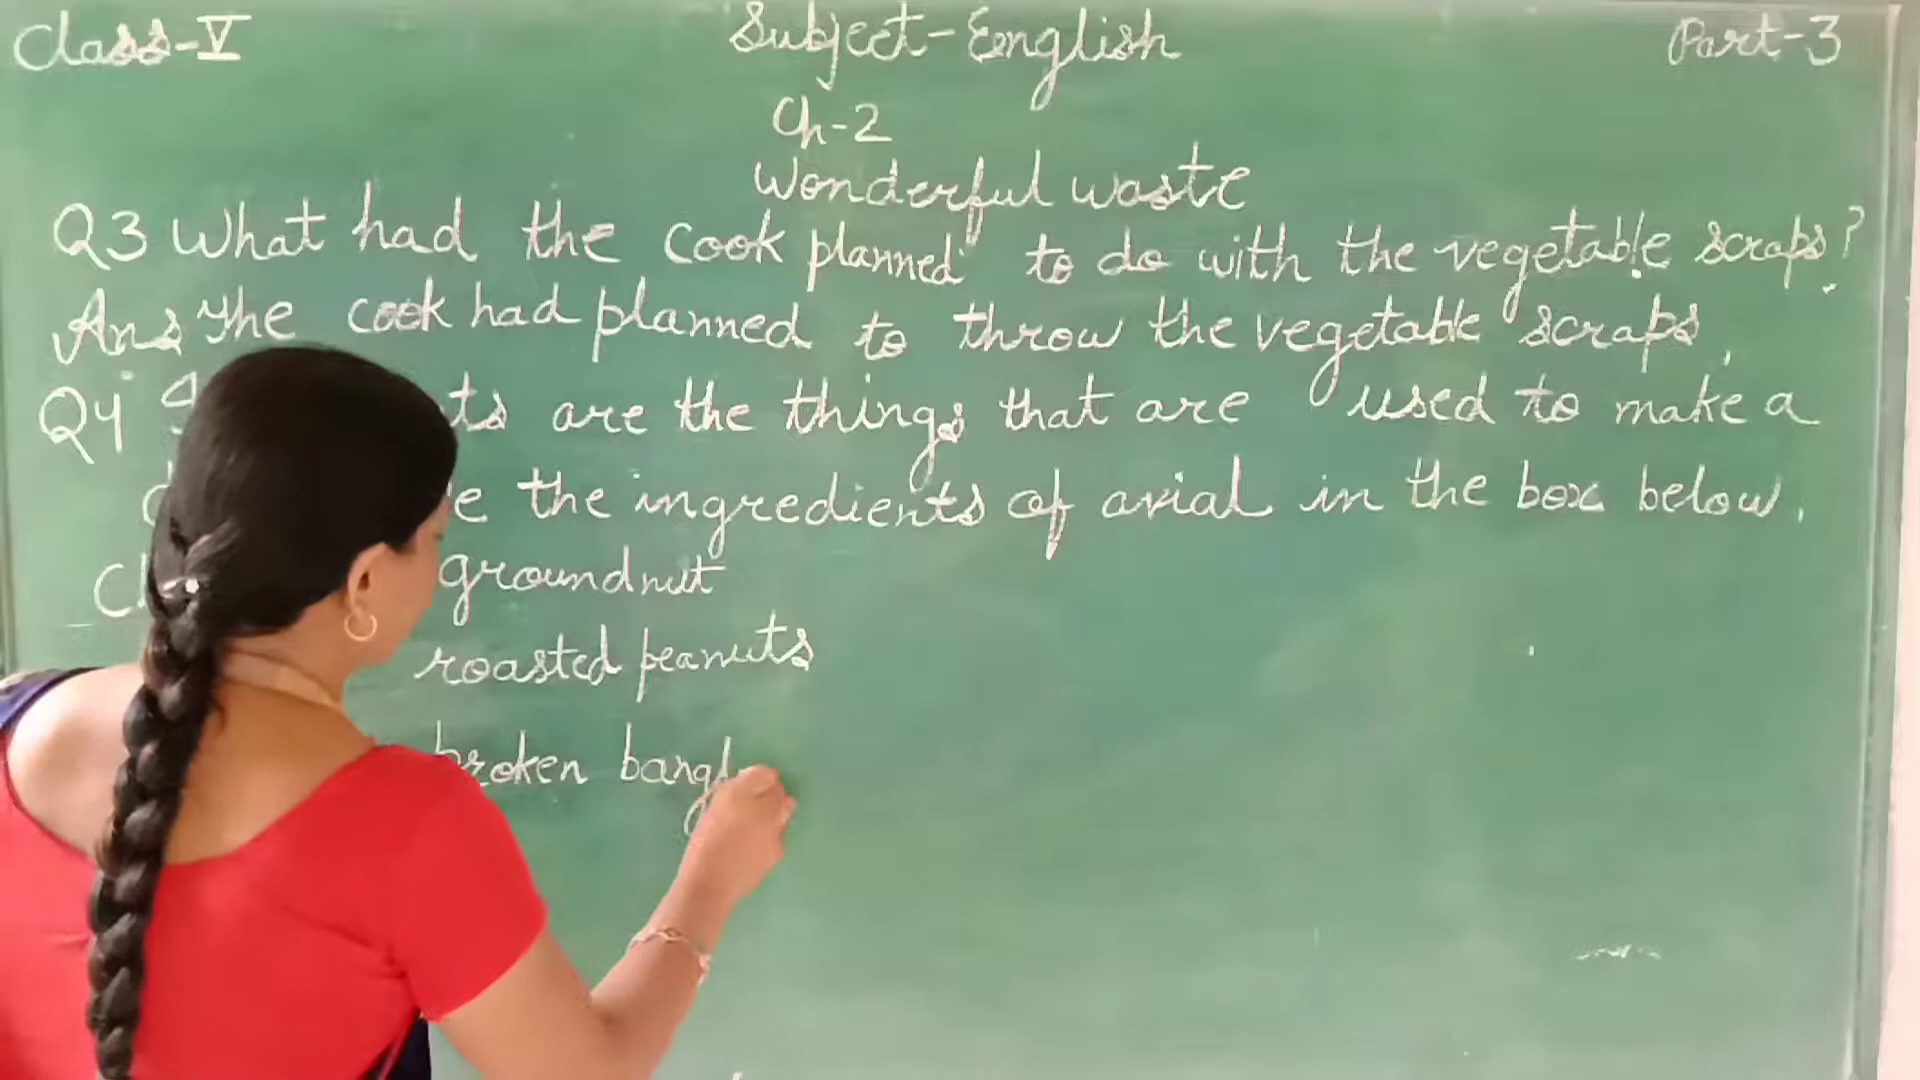 Class-V
Subject-English
Part-3
Ch-2
Wonderful waste
Q3 What had the cook planned to do with the vegetable scraps?
Ans The cook had planned to throw the vegetable scraps.
Q4 are the things that are used to make a
the ingredients of avial in the box below.
groundnut
roasted peanuts
broken